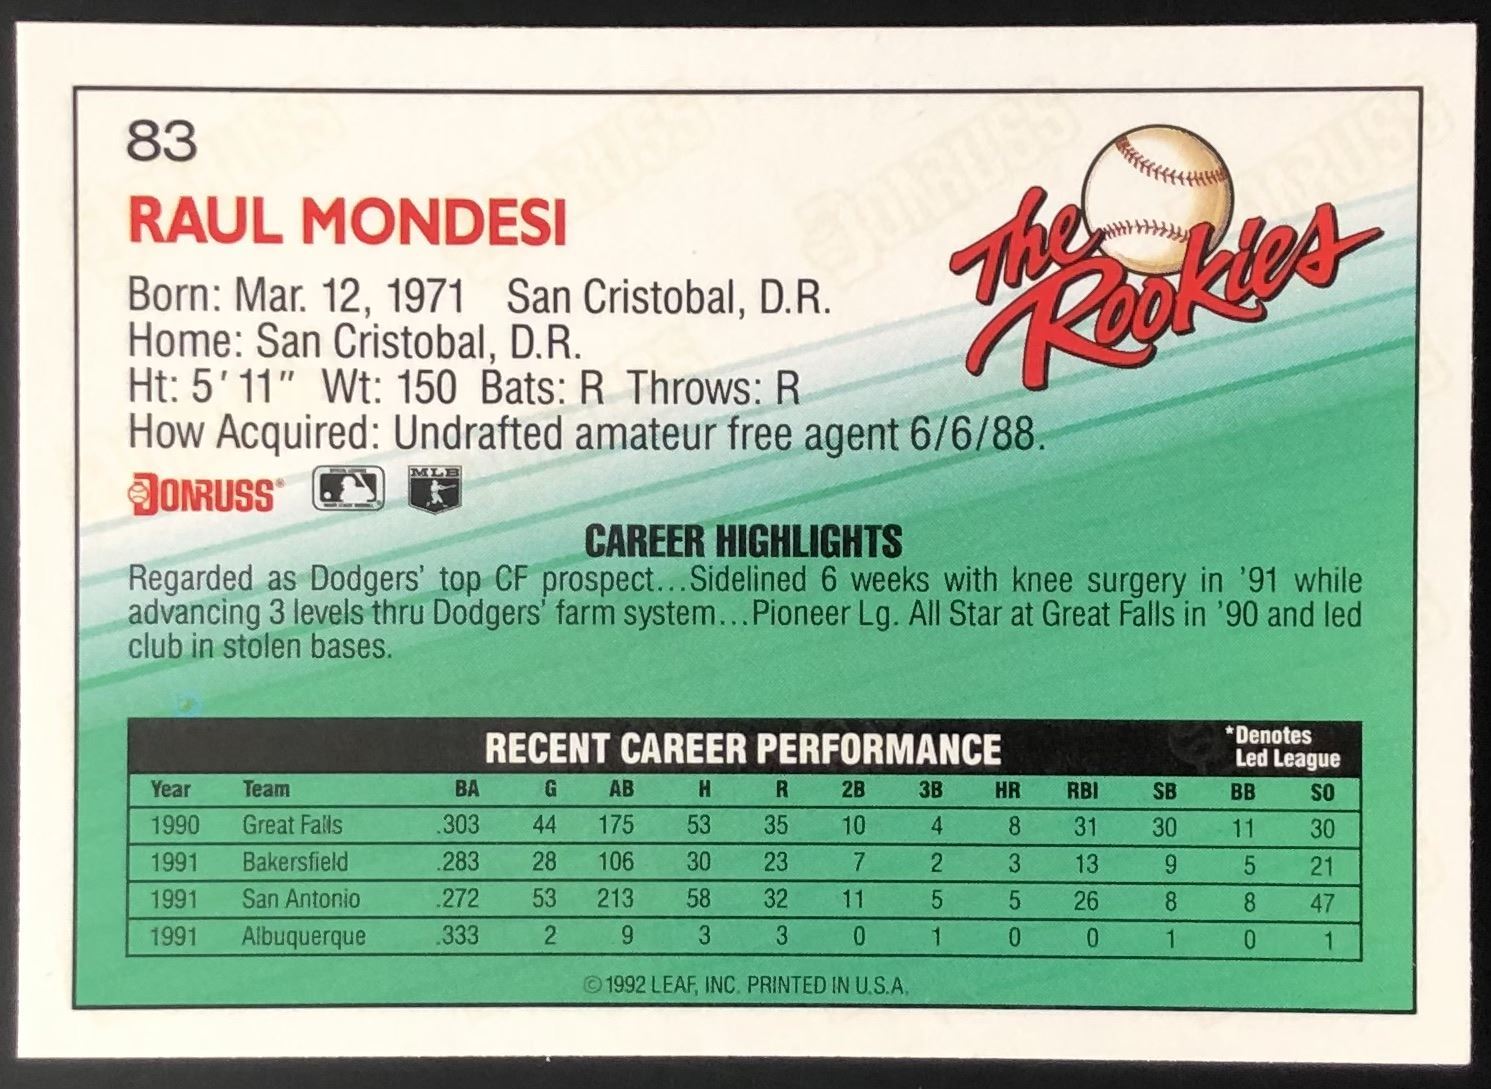 83
RAUL MONDESI
The
Rookies
Born: Mar. 12, 1971 San Cristobal, D.R.
Home: San Cristobal, D.R.
Ht: 5' 11" Wt: 150 Bats: R Throws: R
How Acquired: Undrafted amateur free agent 6/6/88.
DONRUSS® MLB
CAREER HIGHLIGHTS
Regarded as Dodgers' top CF prospect...Sidelined 6 weeks with knee surgery in '91 while
advancing 3 levels thru Dodgers' farm system...Pioneer Lg. All Star at Great Falls in '90 and led
club in stolen bases.
RECENT CAREER PERFORMANCE
*Denotes
Led League
Year Team BA G AB H R 2B 3B HR RBI SB BB SO
1990 Great Falls .303 44 175 53 35 10 4 8 31 30 11 30
1991 Bakersfield .283 28 106 30 23 7 2 3 13 9 5 21
1991 San Antonio .272 53 213 58 32 11 5 5 26 8 8 47
1991 Albuquerque .333 2 9 3 3 0 1 0 0 1 0 1
©1992 LEAF, INC. PRINTED IN U.S.A.